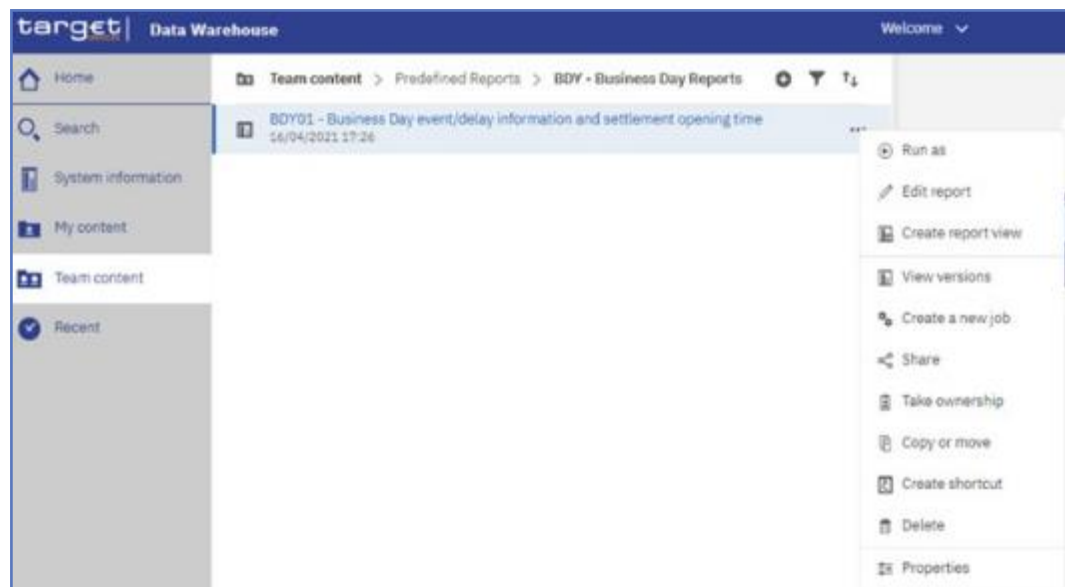 target| Data Warehouse Welcome
Home
Team content > Predefined Reports > BDY - Business Day Reports
Search
BDY01 - Business Day event/delay information and settlement opening time
16/04/2021 17:26
System information
My content
Team content
Recent
Run as
Edit report
Create report view
View versions
Create a new job
Share
Take ownership
Copy or move
Create shortcut
Delete
Properties